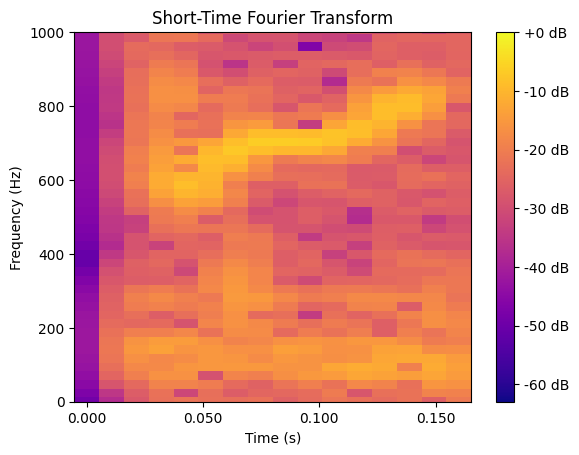 Short-Time Fourier Transform
1000
800
600
400
200
0
Frequency (Hz)
0.000
0.050
0.100
0.150
Time (s)
+0 dB
-10 dB
-20 dB
-30 dB
-40 dB
-50 dB
-60 dB